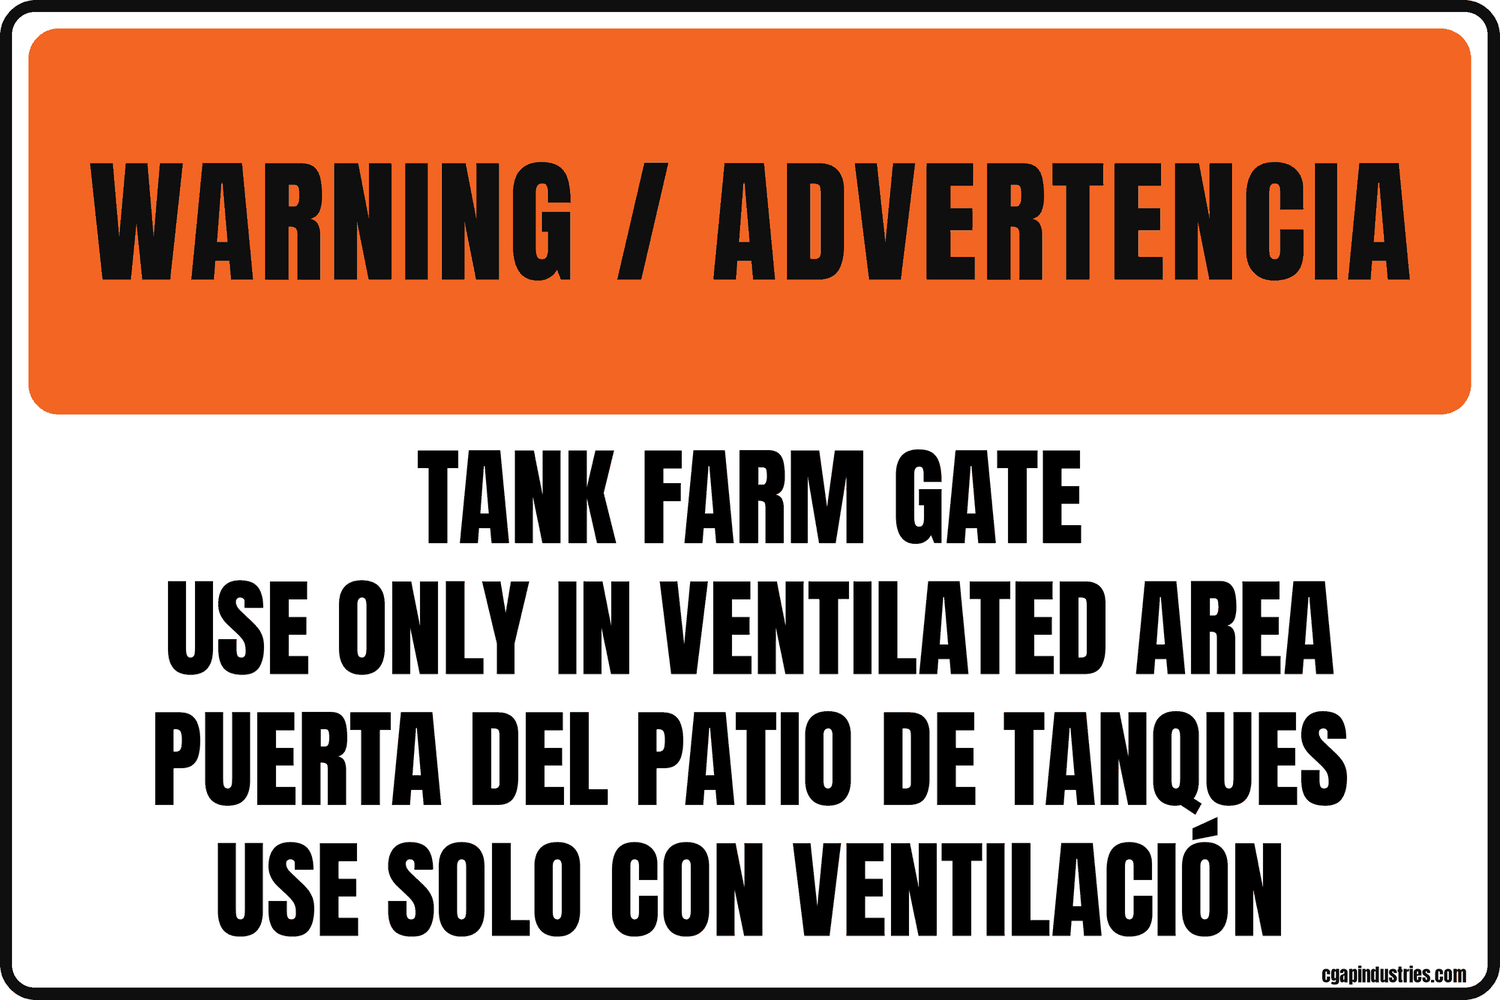 WARNING / ADVERTENCIA
TANK FARM GATE
USE ONLY IN VENTILATED AREA
PUERTA DEL PATIO DE TANQUES
USE SOLO CON VENTILACIÓN
cgapindustries.com